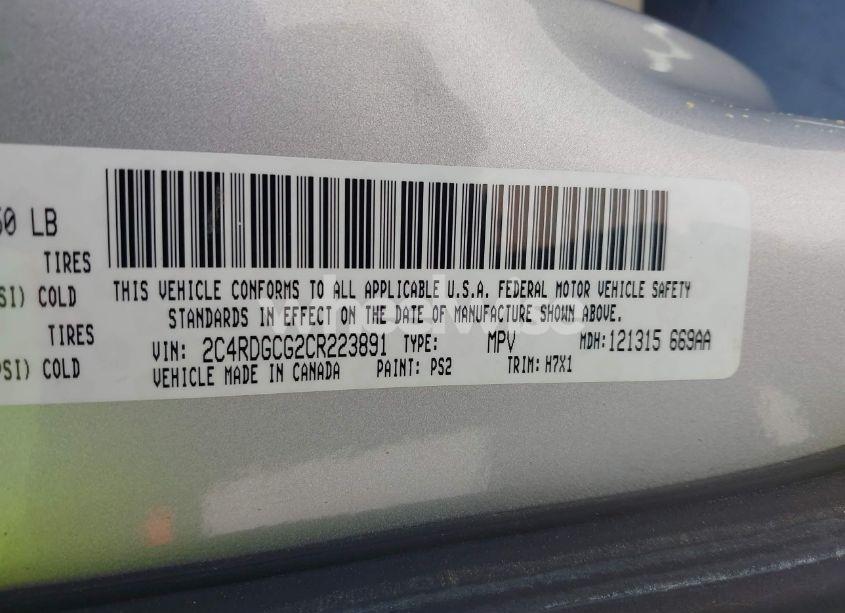 50 LB
TIRES
SI) COLD
TIRES
PSI) COLD
THIS VEHICLE CONFORMS TO ALL APPLICABLE U.S.A. FEDERAL MOTOR VEHICLE SAFETY
STANDARDS IN EFFECT ON THE DATE OF MANUFACTURE SHOWN ABOVE.
VIN: 2C4RDGCG2CR223891 TYPE: MPV MDH: 121315 669AA
VEHICLE MADE IN CANADA PAINT: PS2 TRIM: H7X1
wheelwise